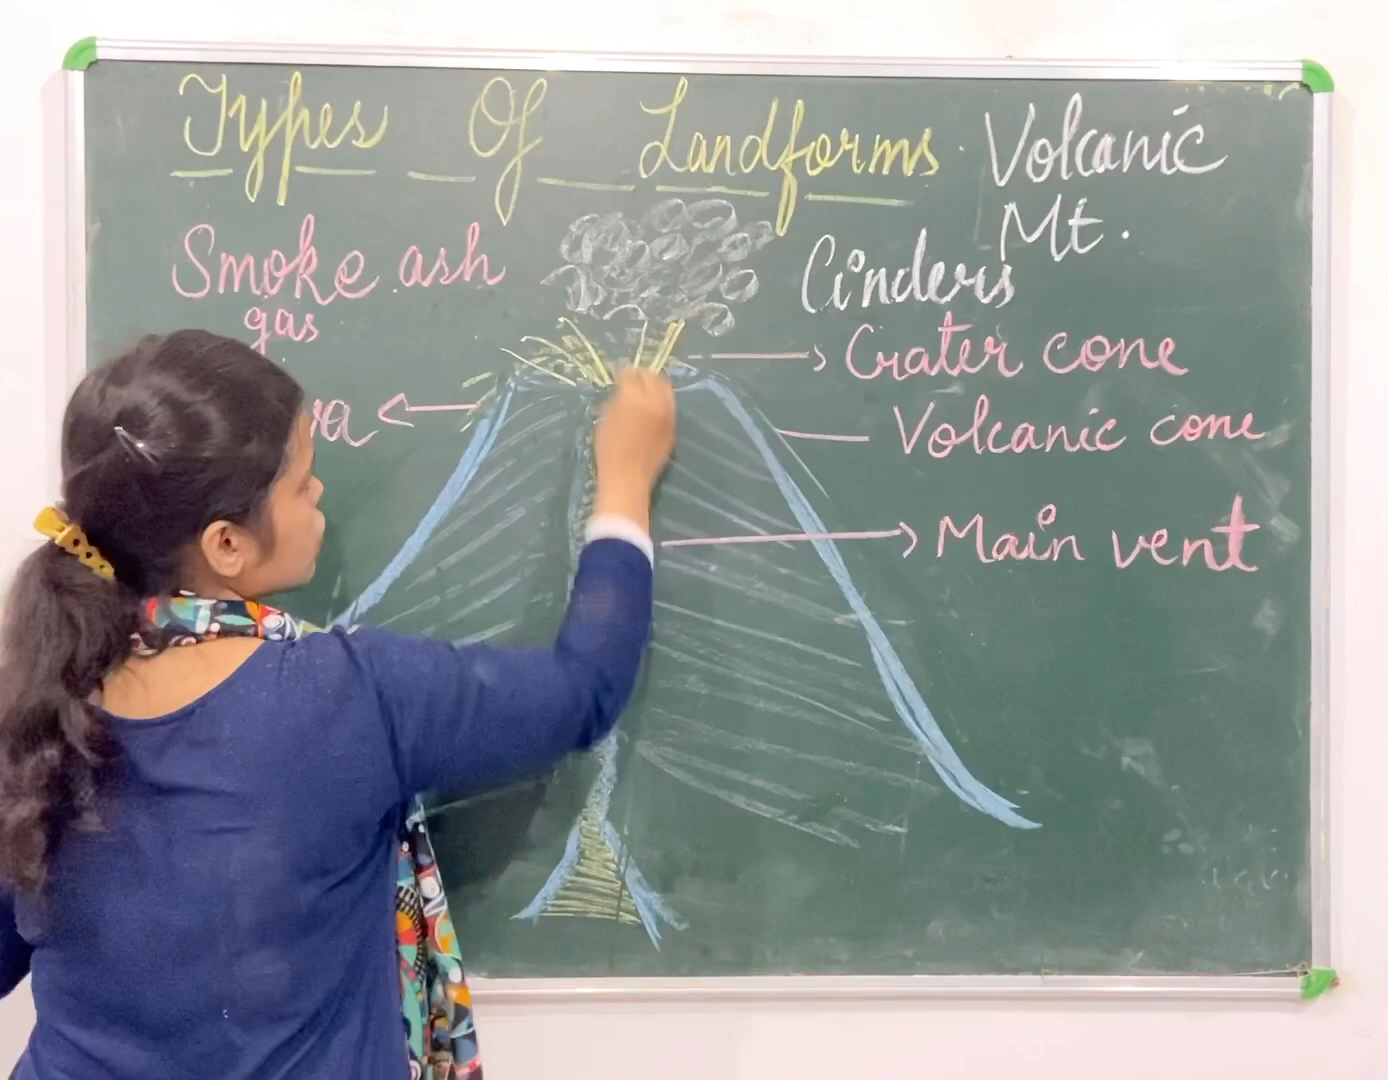 Types Of Landforms.
Volcanic
Mt.
Smoke ash
gas
Cinders
Crater cone
Volcanic cone
Main vent